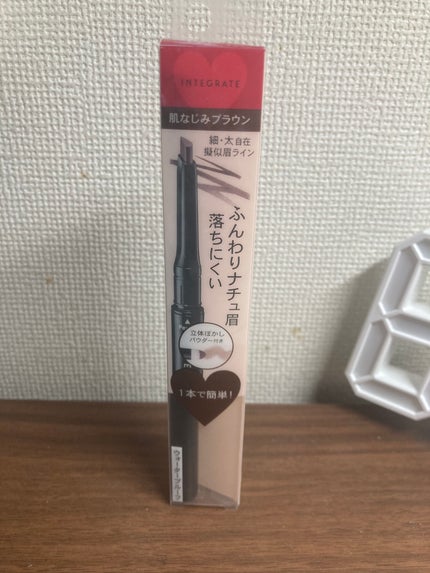 INTEGRATE
肌なじみブラウン
細・太自在
擬似眉ライン
ふんわりナチュ眉
落ちにくい
立体ぼかし
パウダー付き
1本で簡単!
ウォータープルーフ